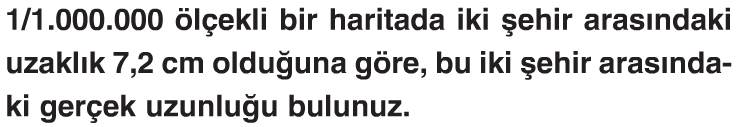 1/1.000.000 ölçekli bir haritada iki şehir arasındaki
uzaklık 7,2 cm olduğuna göre, bu iki şehir arasında-
ki gerçek uzunluğu bulunuz.